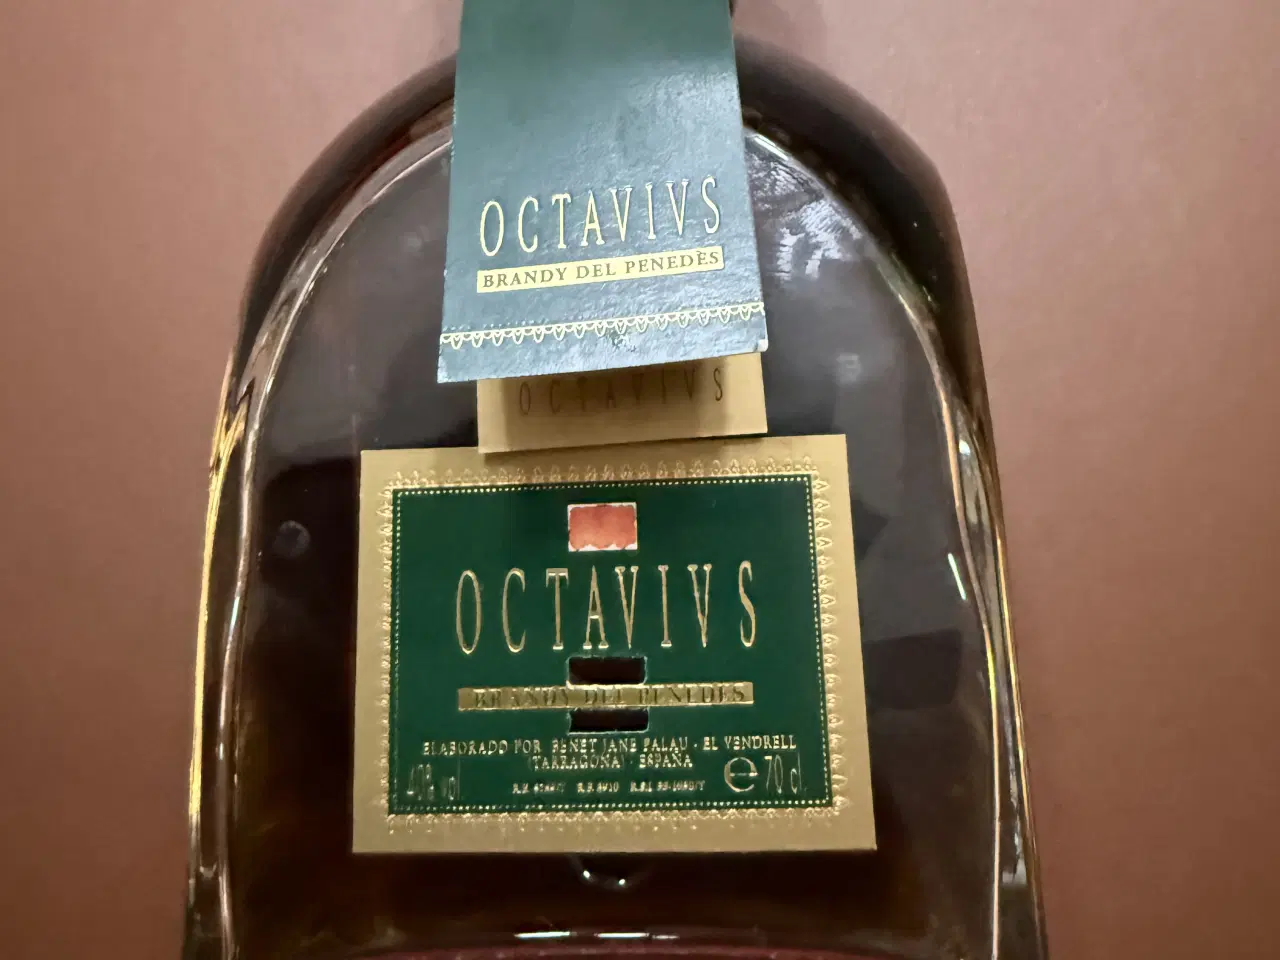 OCTAVIVS
BRANDY DEL PENEDÈS
OCTAVIVS
OCTAVIVS
BRANDY DEL PENEDES
ELABORADO POR BENET JANE PALAU · EL VENDRELL
(TARRAGONA) · ESPAÑA
vol
e 70 cl